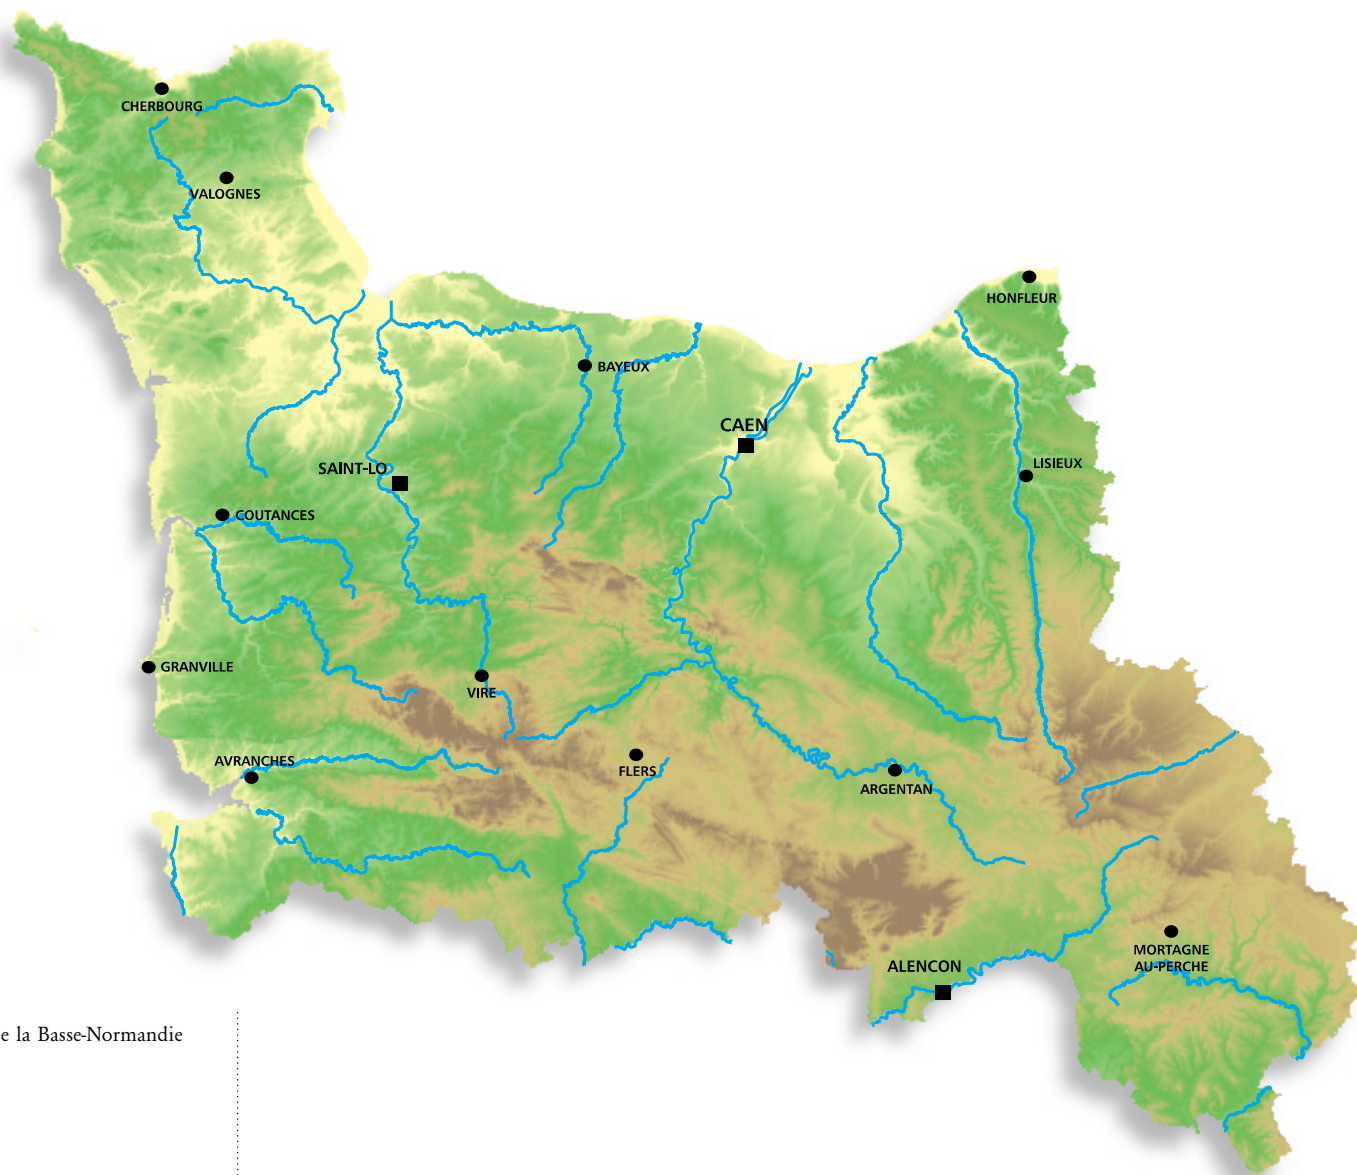 CHERBOURG
VALOGNES
HONFLEUR
BAYEUX
CAEN
LISIEUX
SAINT-LO
COUTANCES
GRANVILLE
VIRE
AVRANCHES
FLERS
ARGENTAN
MORTAGNE
AU-PERCHE
ALENCON
e la Basse-Normandie